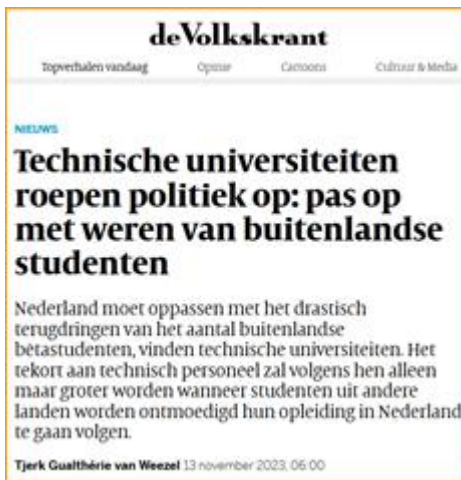 de Volkskrant
Topverhalen vandaag Opinie Cartoons Cultuur & Media
NIEUWS
Technische universiteiten
roepen politiek op: pas op
met weren van buitenlandse
studenten
Nederland moet oppassen met het drastisch
terugdringen van het aantal buitenlandse
bètastudenten, vinden technische universiteiten. Het
tekort aan technisch personeel zal volgens hen alleen
maar groter worden wanneer studenten uit andere
landen worden ontmoedigd hun opleiding in Nederland
te gaan volgen.
Tjerk Gualthérie van Weezel 13 november 2023, 06:00